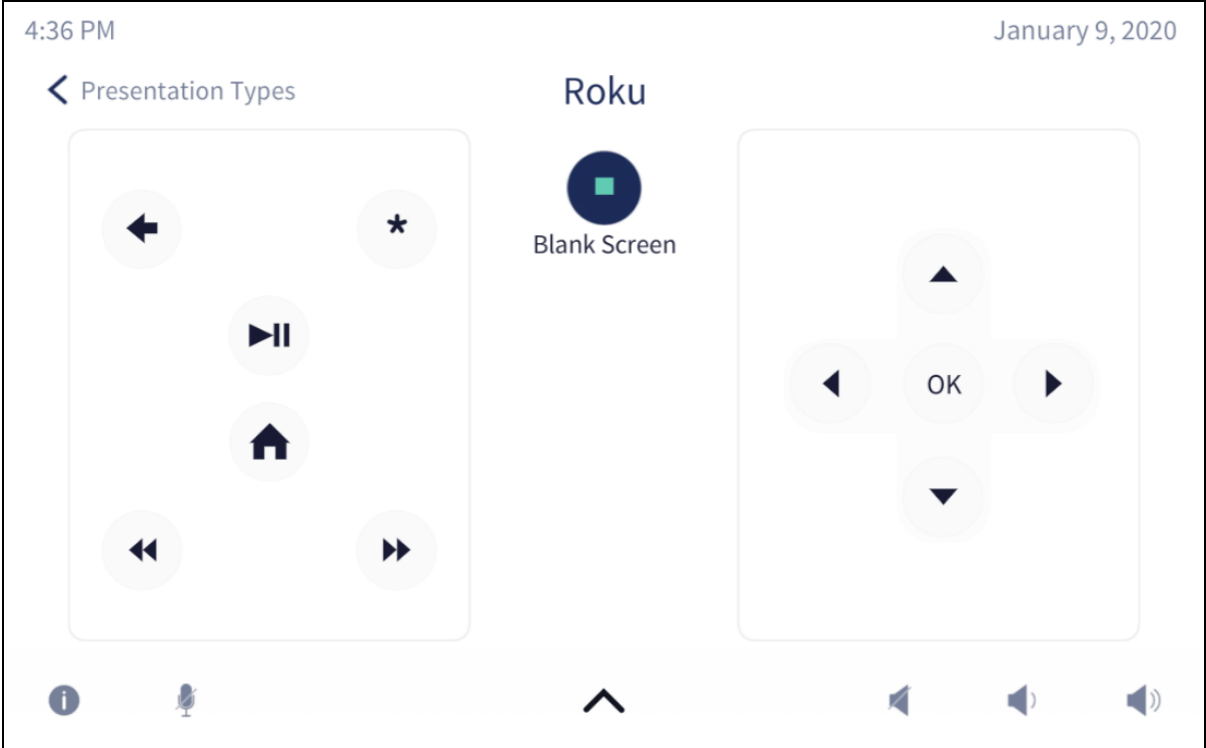 4:36 PM
January 9, 2020
Presentation Types
Roku
*
Blank Screen
OK